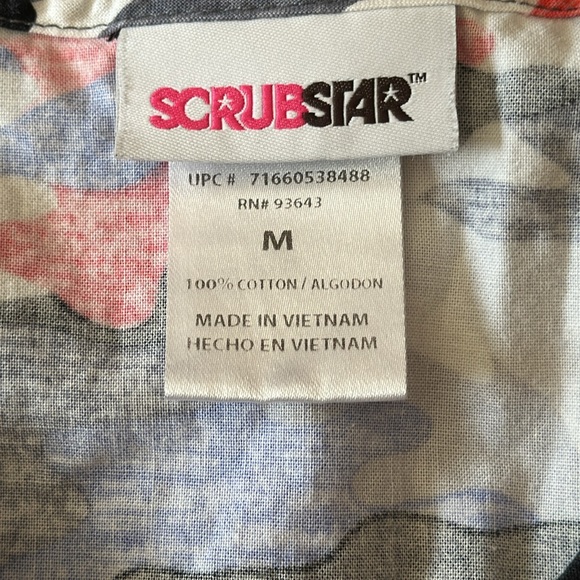 SCRUBSTAR™
UPC # 71660538488
RN# 93643
M
100% COTTON / ALGODON
MADE IN VIETNAM
HECHO EN VIETNAM